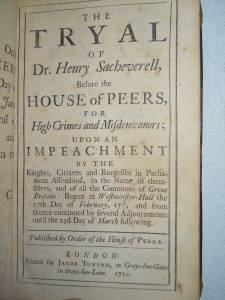 THE
TRYAL
OF
Dr. Henry Sacheverell,
Before the
HOUSE of PEERS,
FOR
High Crimes and Misdemeanors;
UPON AN
IMPEACHMENT
BY THE
Knights, Citizens and Burgesses in Parlia-
ment Assembled, in the Name of them-
selves, and of all the Commons of Great
Britain: Begun in Westminster-Hall the
27th Day of February, 17; and from
thence continued by several Adjournments
until the 23d Day of March following.
Published by Order of the House of PEERS.
LONDON:
Printed for JACOB TONSON, at Grays-Inn-Gate
in Grays-Inn-Lane. 1710.